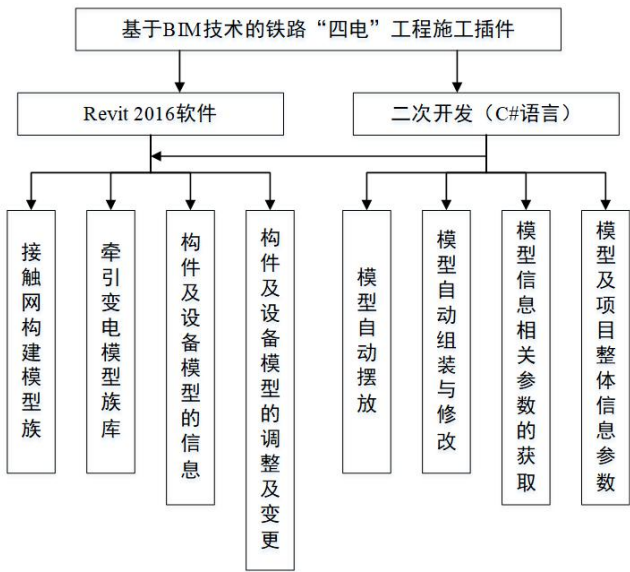 基于BIM技术的铁路“四电”工程施工插件
Revit 2016软件
二次开发（C#语言）
接触网构建模型族
牵引变电模型族库
构件及设备模型的信息
构件及设备模型的调整及变更
模型自动摆放
模型自动组装与修改
模型信息相关参数的获取
模型及项目整体信息参数